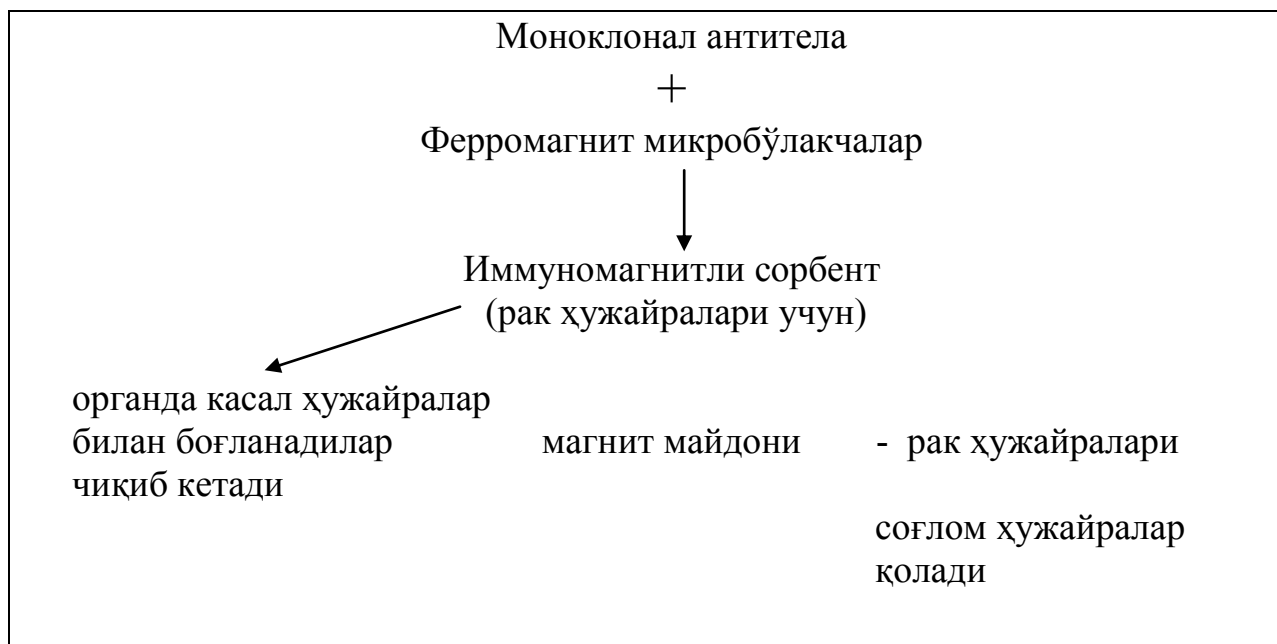 Моноклонал антитела
+
Ферромагнит микробўлакчалар
Иммуномагнитли сорбент
(рак ҳужайралари учун)
органда касал ҳужайралар
билан боғланадилар магнит майдони - рак ҳужайралари
чиқиб кетади
соғлом ҳужайралар
қолади